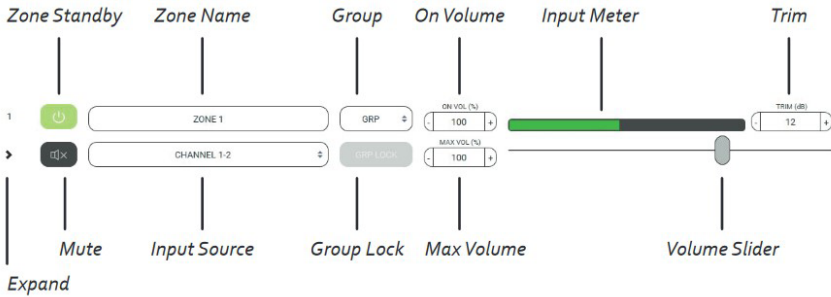 Zone Standby Zone Name Group On Volume Input Meter Trim
ON VOL (%) TRIM (dB)
1 ZONE 1 GRP - 100 + - 12 +
MAX VOL (%)
CHANNEL 1-2 GRP LOCK - 100 +
Mute Input Source Group Lock Max Volume Volume Slider
Expand